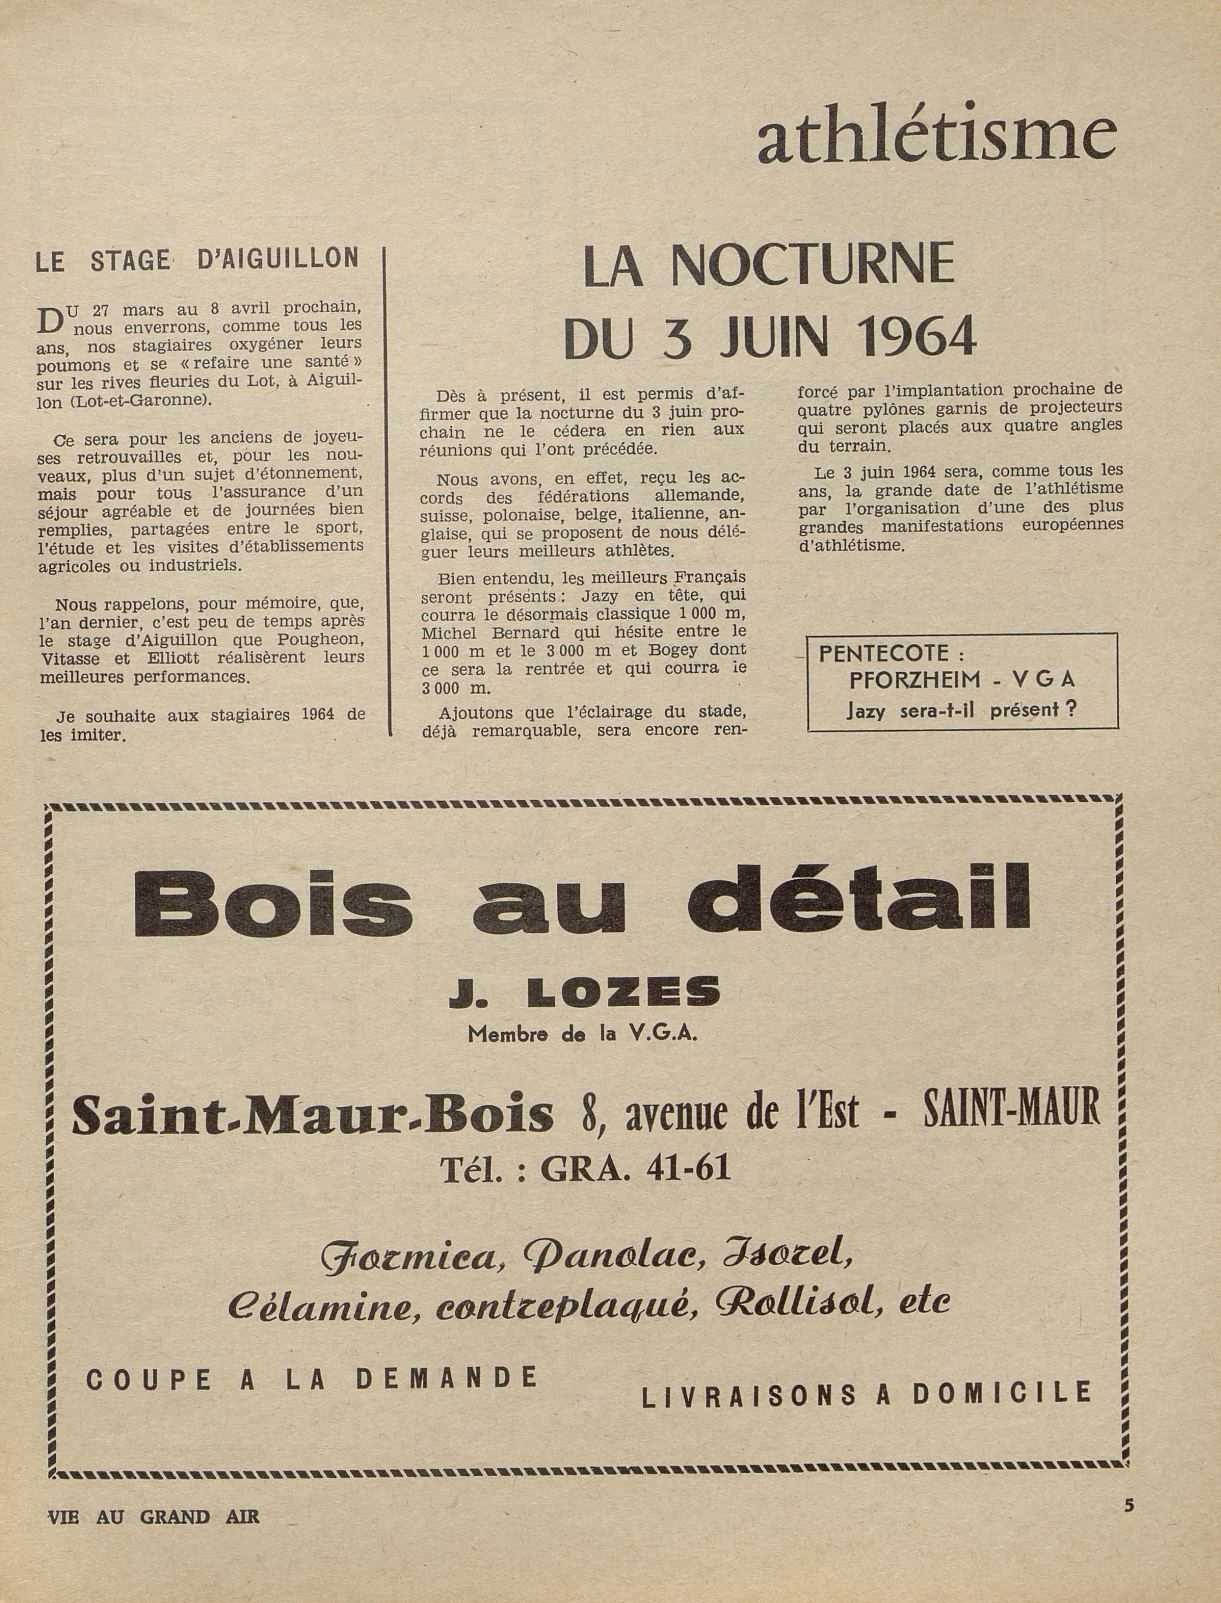 athlétisme
LE STAGE D'AIGUILLON
DU 27 mars au 8 avril prochain,
nous enverrons, comme tous les
ans, nos stagiaires oxygéner leurs
poumons et se « refaire une santé »
sur les rives fleuries du Lot, à Aiguil-
lon (Lot-et-Garonne).
Ce sera pour les anciens de joyeu-
ses retrouvailles et, pour les nou-
veaux, plus d'un sujet d'étonnement,
mais pour tous l'assurance d'un
séjour agréable et de journées bien
remplies, partagées entre le sport,
l'étude et les visites d'établissements
agricoles ou industriels.
Nous rappelons, pour mémoire, que,
l'an dernier, c'est peu de temps après
le stage d'Aiguillon que Pougheon,
Vitasse et Elliott réalisèrent leurs
meilleures performances.
Je souhaite aux stagiaires 1964 de
les imiter.
LA NOCTURNE
DU 3 JUIN 1964
Dès à présent, il est permis d'af-
firmer que la nocturne du 3 juin pro-
chain ne le cédera en rien aux
réunions qui l'ont précédée.
Nous avons, en effet, reçu les ac-
cords des fédérations allemande,
suisse, polonaise, belge, italienne, an-
glaise, qui se proposent de nous délé-
guer leurs meilleurs athlètes.
Bien entendu, les meilleurs Français
seront présents : Jazy en tête, qui
courra le désormais classique 1 000 m,
Michel Bernard qui hésite entre le
1 000 m et le 3 000 m et Bogey dont
ce sera la rentrée et qui courra le
3 000 m.
Ajoutons que l'éclairage du stade,
déjà remarquable, sera encore ren-
forcé par l'implantation prochaine de
quatre pylônes garnis de projecteurs
qui seront placés aux quatre angles
du terrain.
Le 3 juin 1964 sera, comme tous les
ans, la grande date de l'athlétisme
par l'organisation d'une des plus
grandes manifestations européennes
d'athlétisme.
PENTECOTE :
PFORZHEIM - V G A
Jazy sera-t-il présent ?
Bois au détail
J. LOZES
Membre de la V.G.A.
Saint-Maur-Bois 8, avenue de l'Est - SAINT-MAUR
Tél. : GRA. 41-61
Formica, Panolac, Isorel,
Célamine, contreplaqué, Rollisol, etc
COUPE A LA DEMANDE
LIVRAISONS A DOMICILE
VIE AU GRAND AIR
5